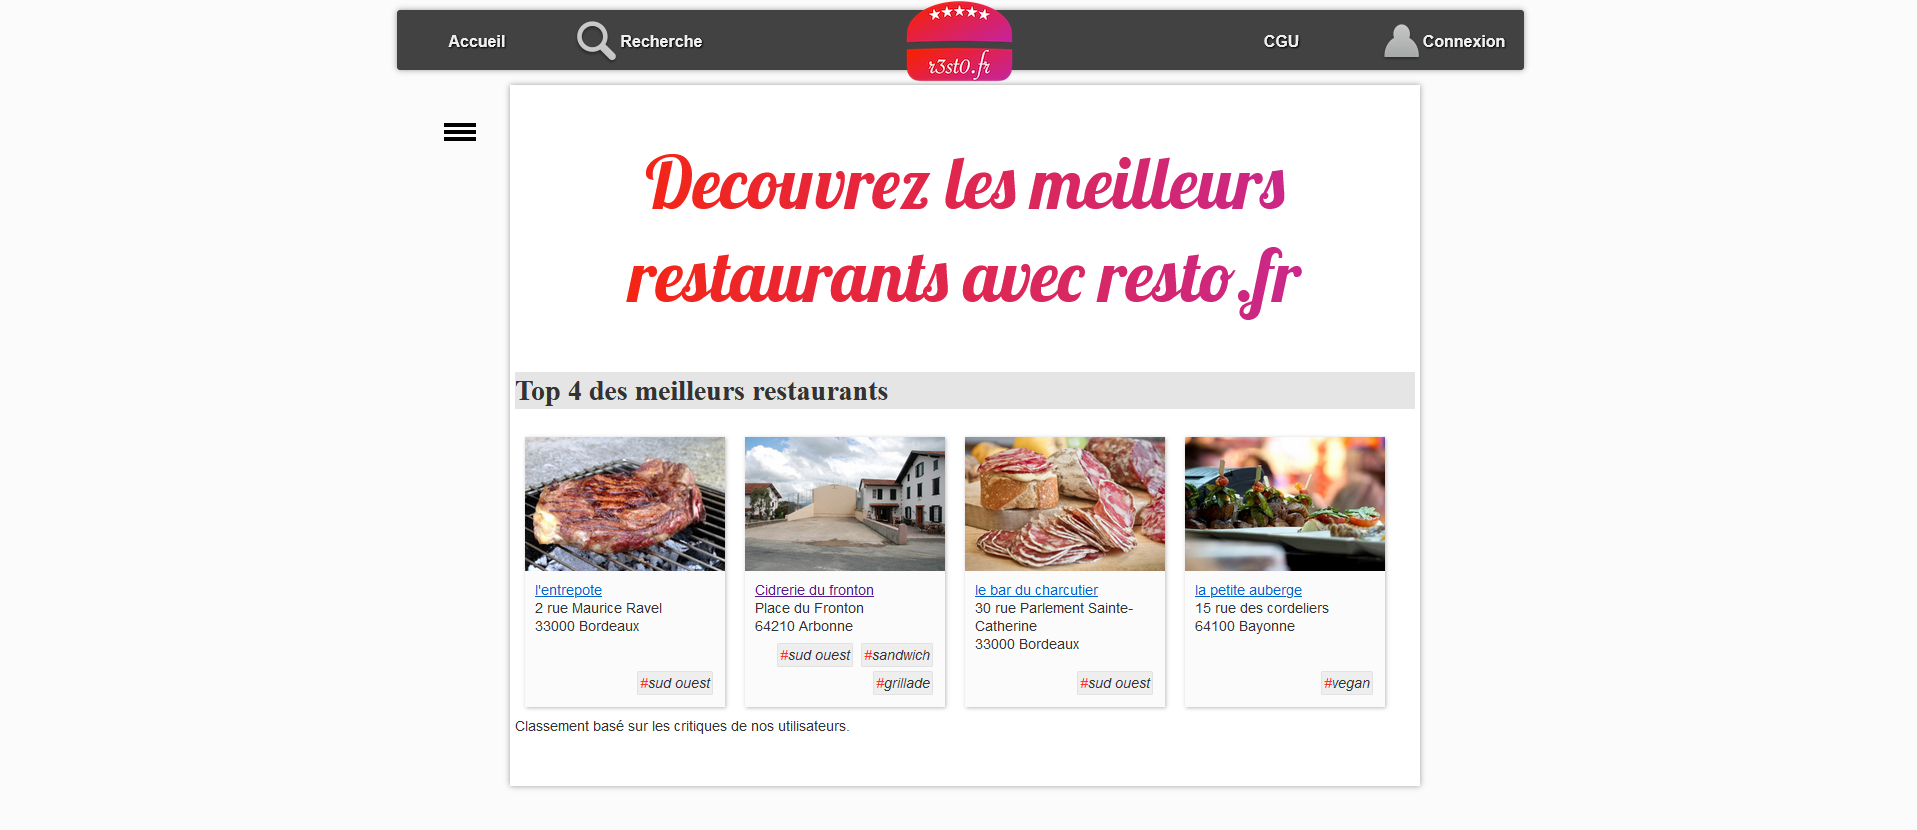 Accueil
Recherche
r3st0.fr
CGU
Connexion
Decouvrez les meilleurs
restaurants avec resto.fr
Top 4 des meilleurs restaurants
l'entrepote
2 rue Maurice Ravel
33000 Bordeaux
#sud ouest
Cidrerie du fronton
Place du Fronton
64210 Arbonne
#sud ouest #sandwich
#grillade
le bar du charcutier
30 rue Parlement Sainte-
Catherine
33000 Bordeaux
#sud ouest
la petite auberge
15 rue des cordeliers
64100 Bayonne
#vegan
Classement basé sur les critiques de nos utilisateurs.